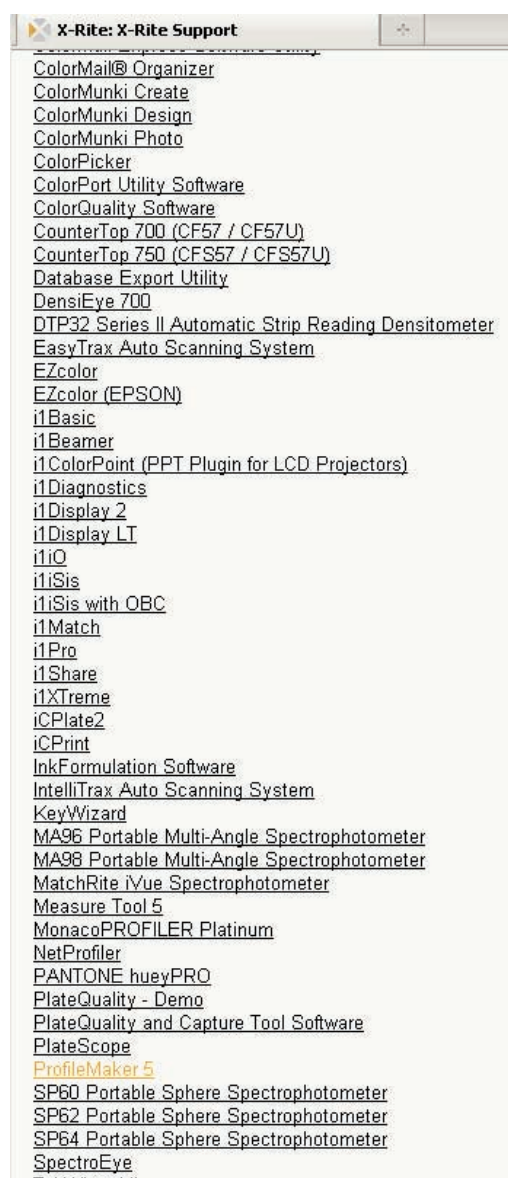 X-Rite: X-Rite Support
ColorMail® Organizer
ColorMunki Create
ColorMunki Design
ColorMunki Photo
ColorPicker
ColorPort Utility Software
ColorQuality Software
CounterTop 700 (CF57 / CF57U)
CounterTop 750 (CFS57 / CFS57U)
Database Export Utility
DensiEye 700
DTP32 Series II Automatic Strip Reading Densitometer
EasyTrax Auto Scanning System
EZcolor
EZcolor (EPSON)
i1Basic
i1Beamer
i1ColorPoint (PPT Plugin for LCD Projectors)
i1Diagnostics
i1Display 2
i1Display LT
i1iO
i1iSis
i1iSis with OBC
i1Match
i1Pro
i1Share
i1XTreme
iCPlate2
iCPrint
InkFormulation Software
IntelliTrax Auto Scanning System
KeyWizard
MA96 Portable Multi-Angle Spectrophotometer
MA98 Portable Multi-Angle Spectrophotometer
MatchRite iVue Spectrophotometer
Measure Tool 5
MonacoPROFILER Platinum
NetProfiler
PANTONE hueyPRO
PlateQuality - Demo
PlateQuality and Capture Tool Software
PlateScope
ProfileMaker 5
SP60 Portable Sphere Spectrophotometer
SP62 Portable Sphere Spectrophotometer
SP64 Portable Sphere Spectrophotometer
SpectroEye